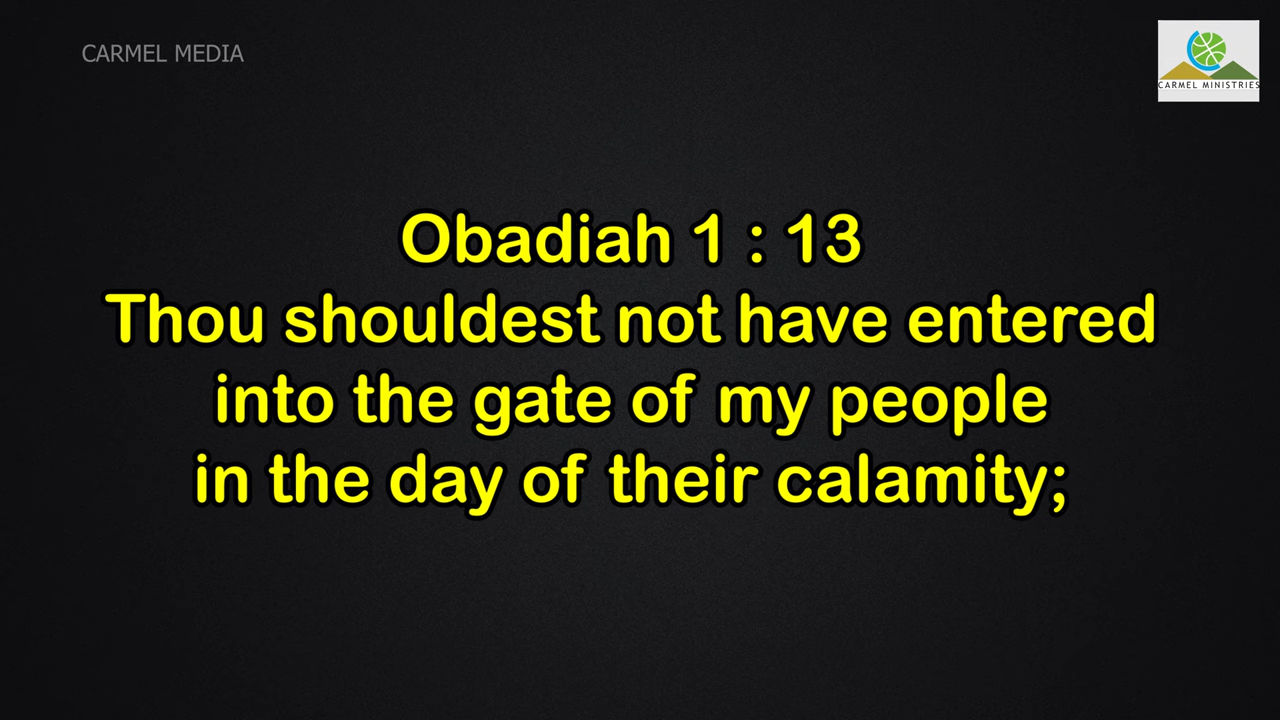 CARMEL MEDIA
CARMEL MINISTRIES
Obadiah 1 : 13
Thou shouldest not have entered
into the gate of my people
in the day of their calamity;